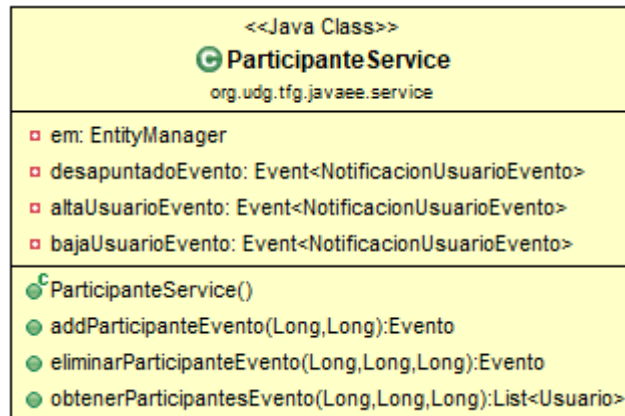 <<Java Class>>
ParticipanteService
org.udg.tfg.javaee.service
em: EntityManager
desapuntadoEvento: Event<NotificacionUsuarioEvento>
altaUsuarioEvento: Event<NotificacionUsuarioEvento>
bajaUsuarioEvento: Event<NotificacionUsuarioEvento>
ParticipanteService()
addParticipanteEvento(Long,Long):Evento
eliminarParticipanteEvento(Long,Long,Long):Evento
obtenerParticipantesEvento(Long,Long,Long):List<Usuario>